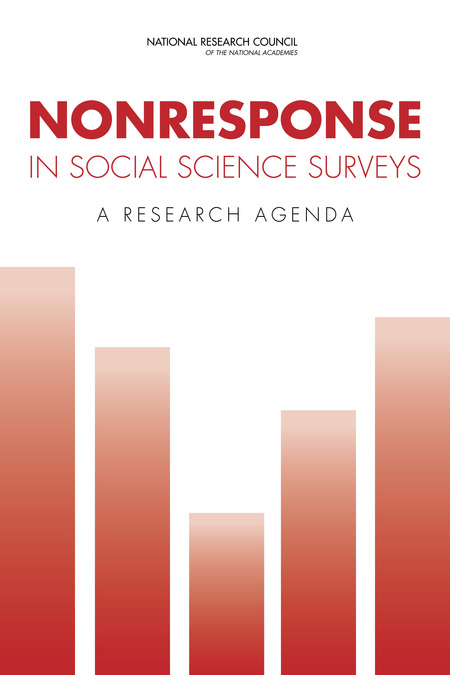 NATIONAL RESEARCH COUNCIL
OF THE NATIONAL ACADEMIES
NONRESPONSE
IN SOCIAL SCIENCE SURVEYS
A RESEARCH AGENDA